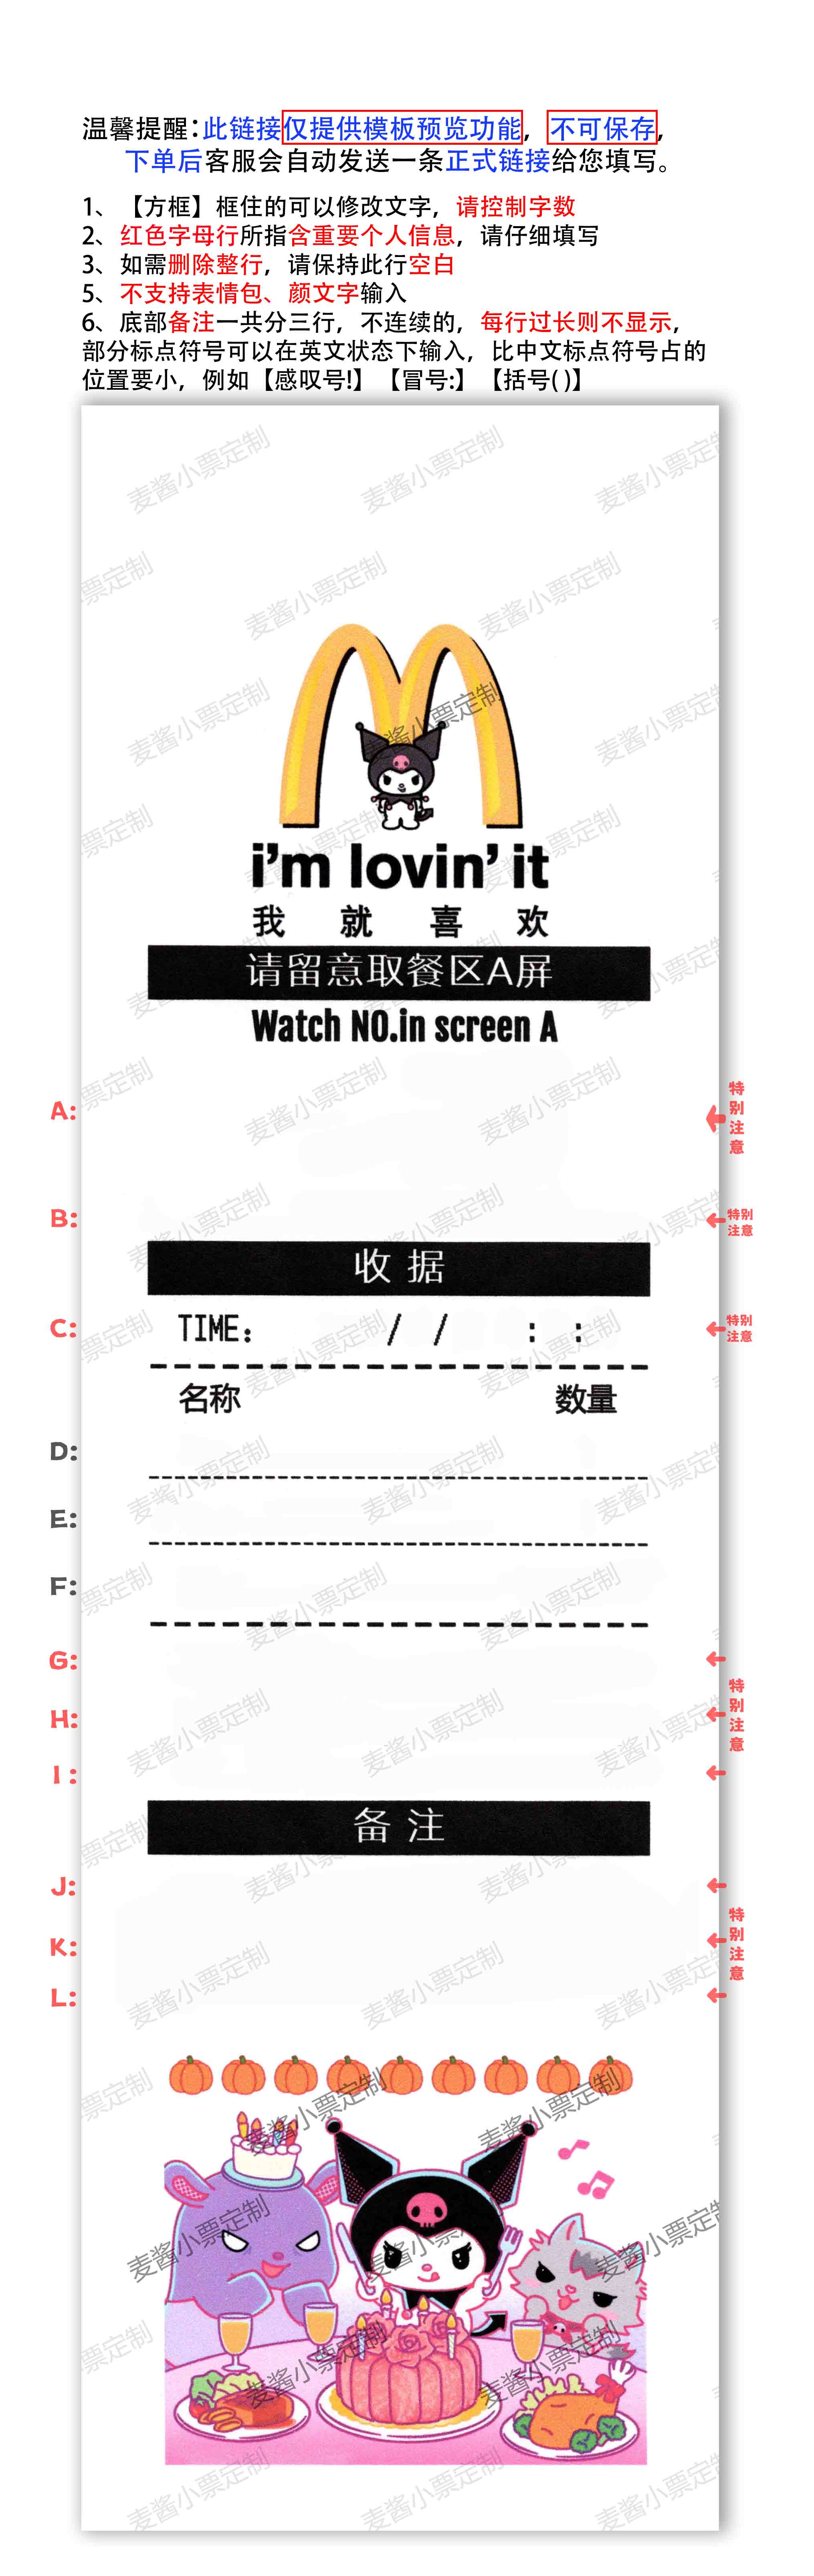 温馨提醒：此链接仅提供模板预览功能，不可保存，
下单后客服会自动发送一条正式链接给您填写。
1、【方框】框住的可以修改文字，请控制字数
2、红色字母行所指含重要个人信息，请仔细填写
3、如需删除整行，请保持此行空白
5、不支持表情包、颜文字输入
6、底部备注一共分三行，不连续的，每行过长则不显示，
部分标点符号可以在英文状态下输入，比中文标点符号占的
位置要小，例如【感叹号!】【冒号:】【括号( )】
i'm lovin' it
我就喜欢
请留意取餐区A屏
Watch NO.in screen A
A: 特别注意
B: 特别注意
收据
C: TIME: / / : : 特别注意
名称 数量
D:
E:
F:
G:
H: 特别注意
I:
备注
J:
K: 特别注意
L:
麦酱小票定制